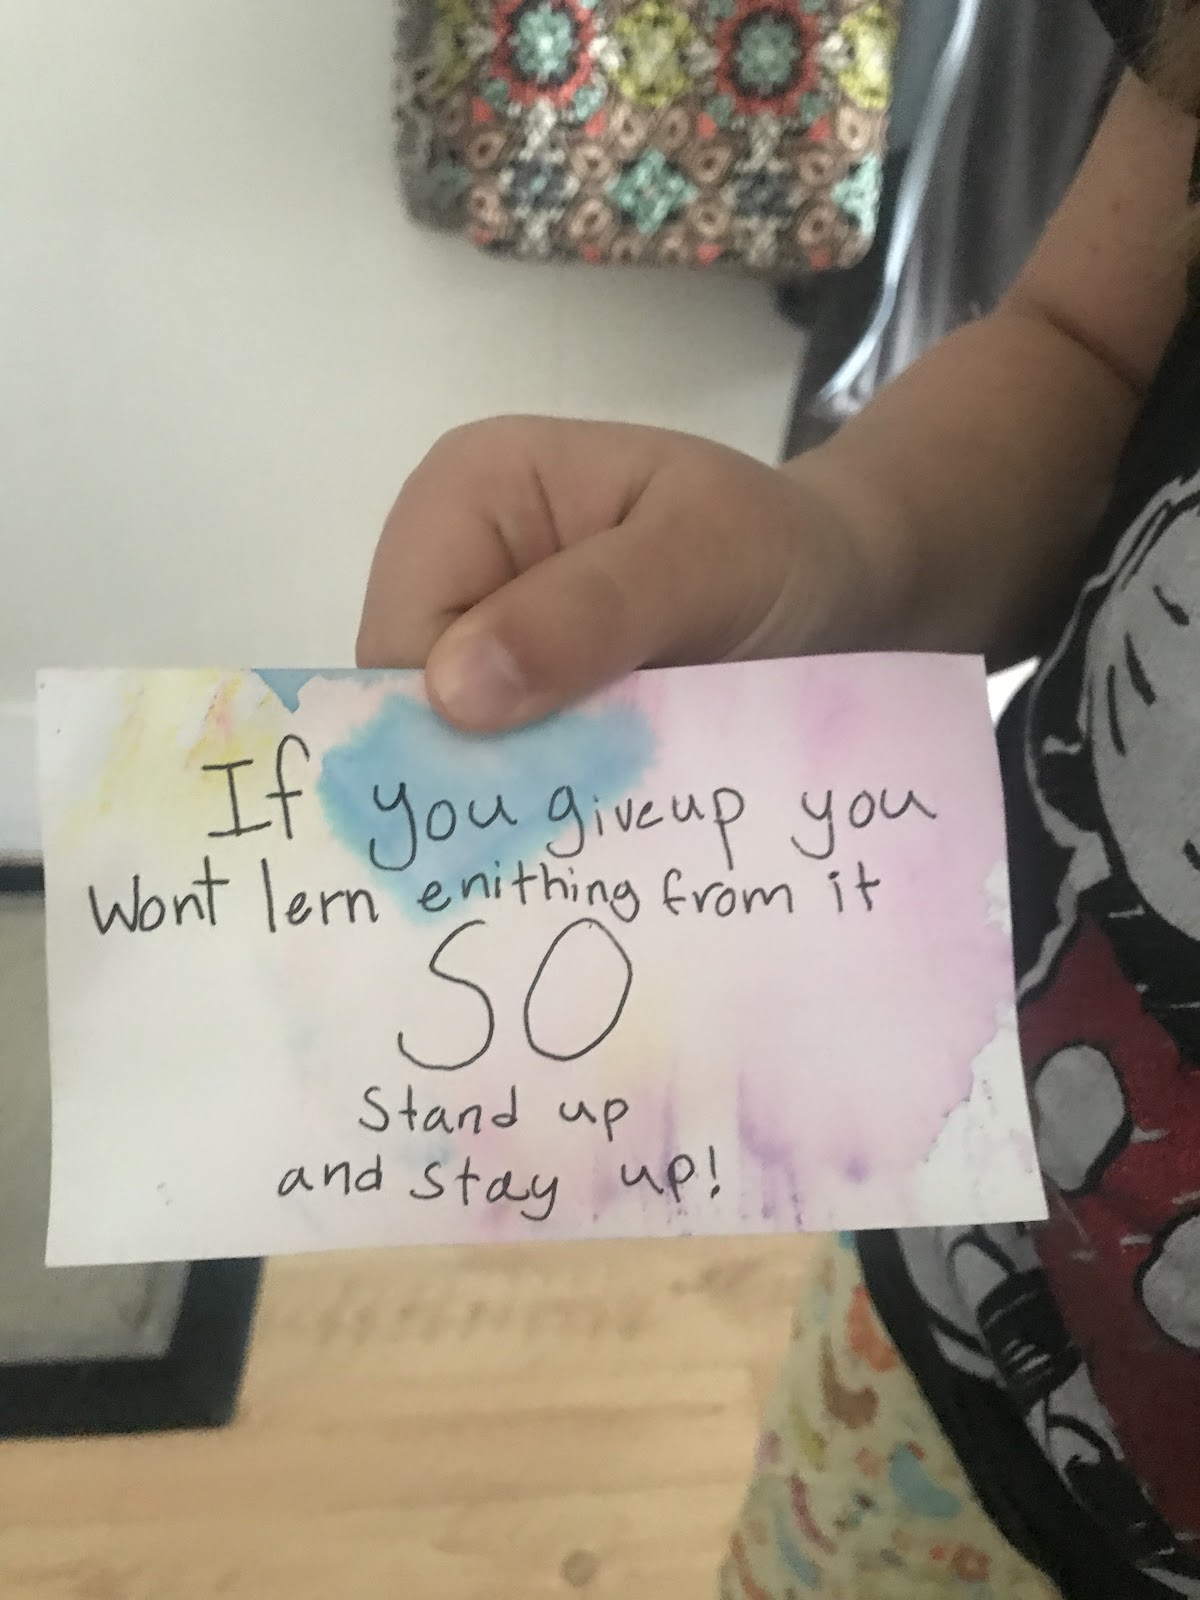 If you giveup you
Wont lern enithing from it
SO
Stand up
and stay up!